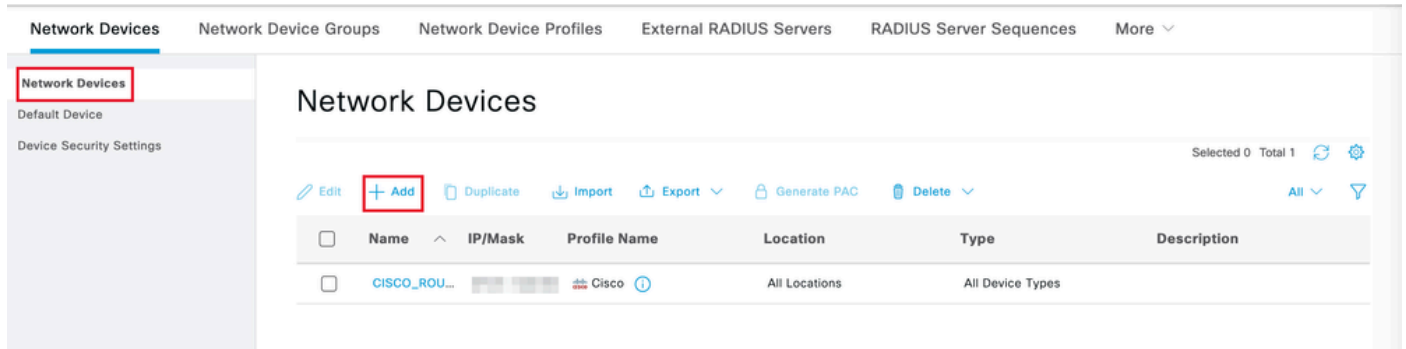 Network Devices Network Device Groups Network Device Profiles External RADIUS Servers RADIUS Server Sequences More
Network Devices
Default Device
Device Security Settings
Network Devices
Selected 0 Total 1
Edit Add Duplicate Import Export Generate PAC Delete All
Name IP/Mask Profile Name Location Type Description
CISCO_ROU... Cisco All Locations All Device Types